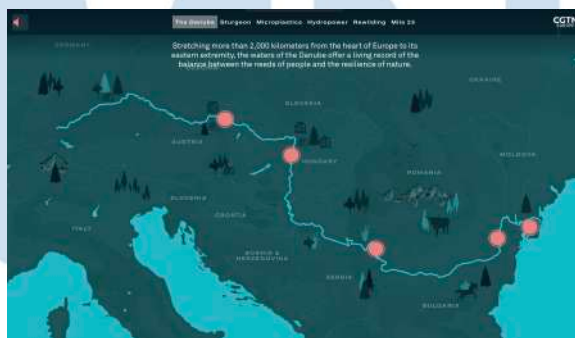 The Danube Sturgeon Microplastics Hydropower Rewilding Mile 23
CGTN
EUROPE
GERMANY
Stretching more than 2,000 kilometers from the heart of Europe to its
eastern extremity, the waters of the Danube offer a living record of the
balance between the needs of people and the resilience of nature.
UKRAINE
SLOVAKIA
AUSTRIA
MOLDOVA
HUNGARY
ROMANIA
SLOVENIA
CROATIA
ITALY
BOSNIA &
HERZEGOVINA
SERBIA
BULGARIA